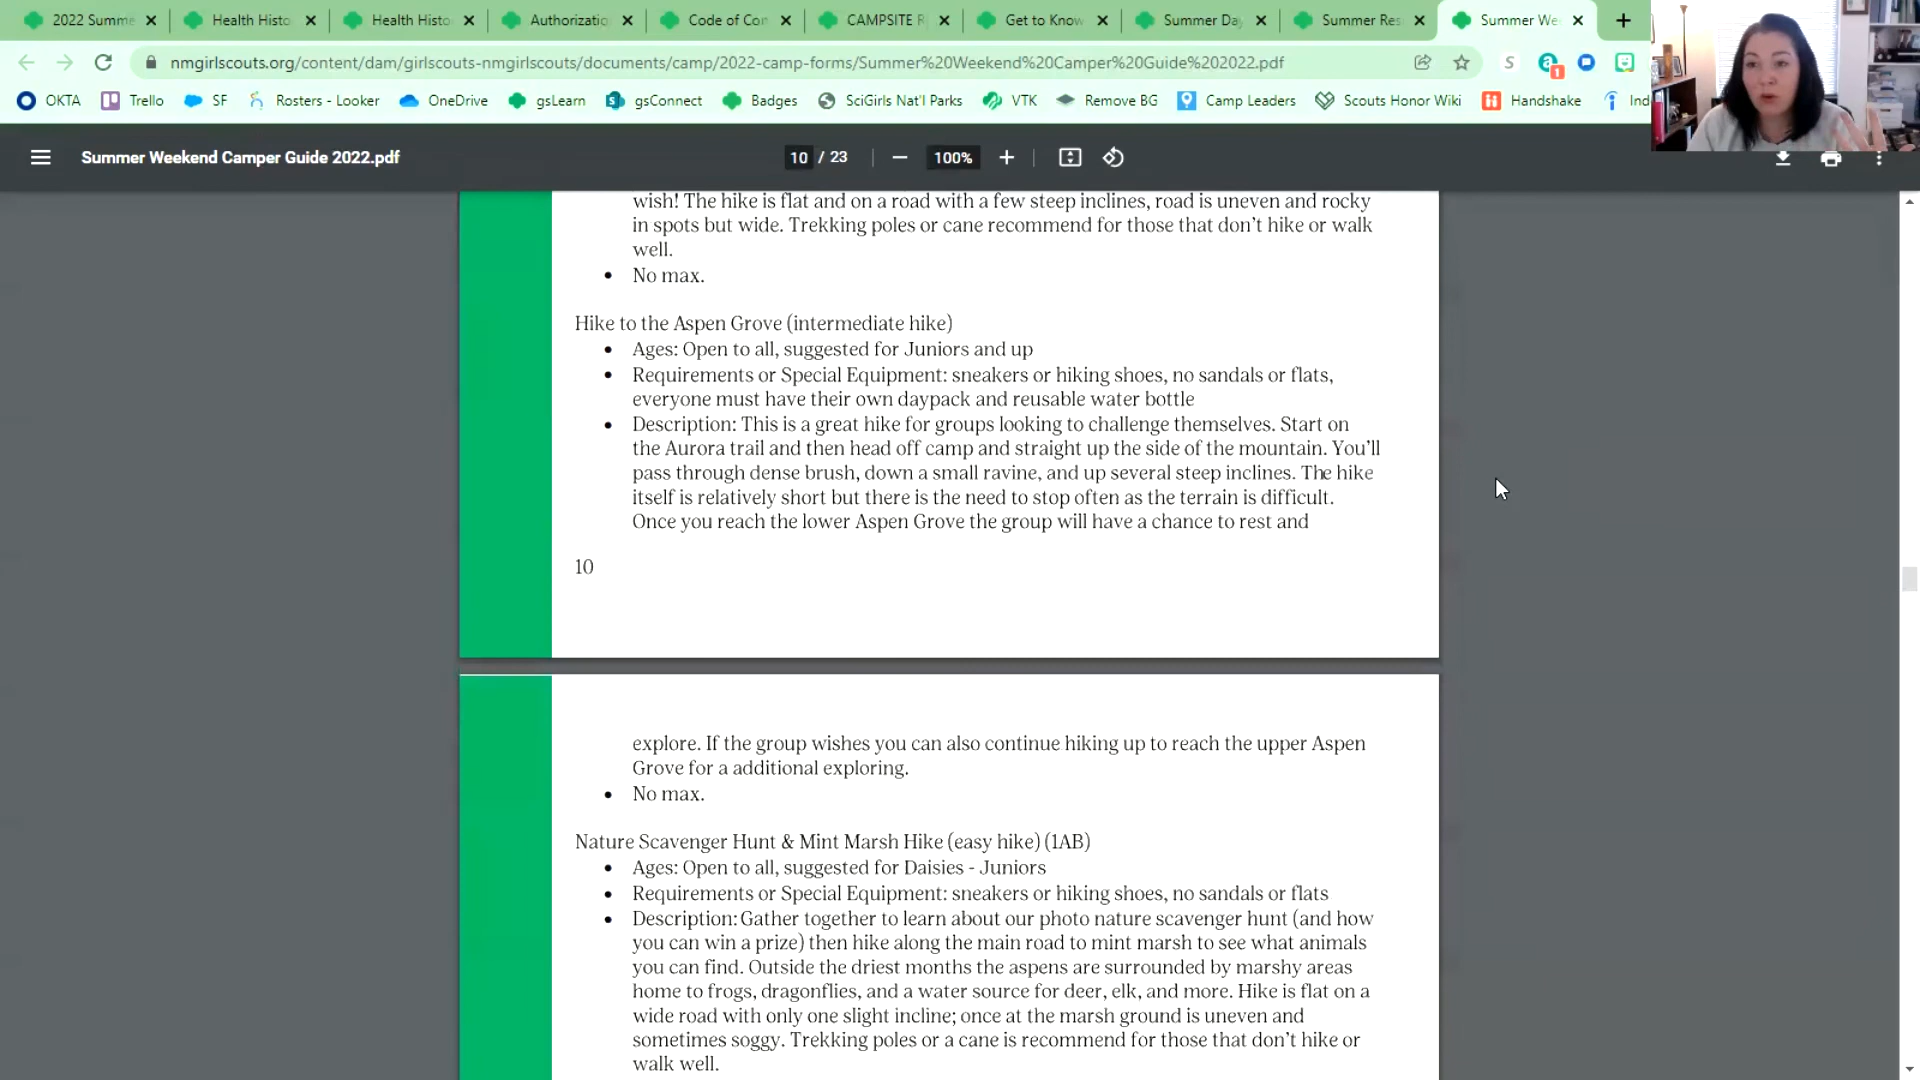 2022 Summe
Health Histo
Health Histo
Authorizatio
Code of Con
CAMPSITE R
Get to Know
Summer Day
Summer Res
Summer We
nmgirlscouts.org/content/dam/girlscouts-nmgirlscouts/documents/camp/2022-camp-forms/Summer%20Weekend%20Camper%20Guide%202022.pdf
OKTA
Trello
SF
Rosters - Looker
OneDrive
gsLearn
gsConnect
Badges
SciGirls Nat'l Parks
VTK
Remove BG
Camp Leaders
Scouts Honor Wiki
Handshake
Ind
Summer Weekend Camper Guide 2022.pdf
10 / 23
100%
wish! The hike is flat and on a road with a few steep inclines, road is uneven and rocky
in spots but wide. Trekking poles or cane recommend for those that don't hike or walk
well.
• No max.
Hike to the Aspen Grove (intermediate hike)
• Ages: Open to all, suggested for Juniors and up
• Requirements or Special Equipment: sneakers or hiking shoes, no sandals or flats,
everyone must have their own daypack and reusable water bottle
• Description: This is a great hike for groups looking to challenge themselves. Start on
the Aurora trail and then head off camp and straight up the side of the mountain. You'll
pass through dense brush, down a small ravine, and up several steep inclines. The hike
itself is relatively short but there is the need to stop often as the terrain is difficult.
Once you reach the lower Aspen Grove the group will have a chance to rest and
10
explore. If the group wishes you can also continue hiking up to reach the upper Aspen
Grove for a additional exploring.
• No max.
Nature Scavenger Hunt & Mint Marsh Hike (easy hike) (1AB)
• Ages: Open to all, suggested for Daisies - Juniors
• Requirements or Special Equipment: sneakers or hiking shoes, no sandals or flats
• Description: Gather together to learn about our photo nature scavenger hunt (and how
you can win a prize) then hike along the main road to mint marsh to see what animals
you can find. Outside the driest months the aspens are surrounded by marshy areas
home to frogs, dragonflies, and a water source for deer, elk, and more. Hike is flat on a
wide road with only one slight incline; once at the marsh ground is uneven and
sometimes soggy. Trekking poles or a cane is recommend for those that don't hike or
walk well.